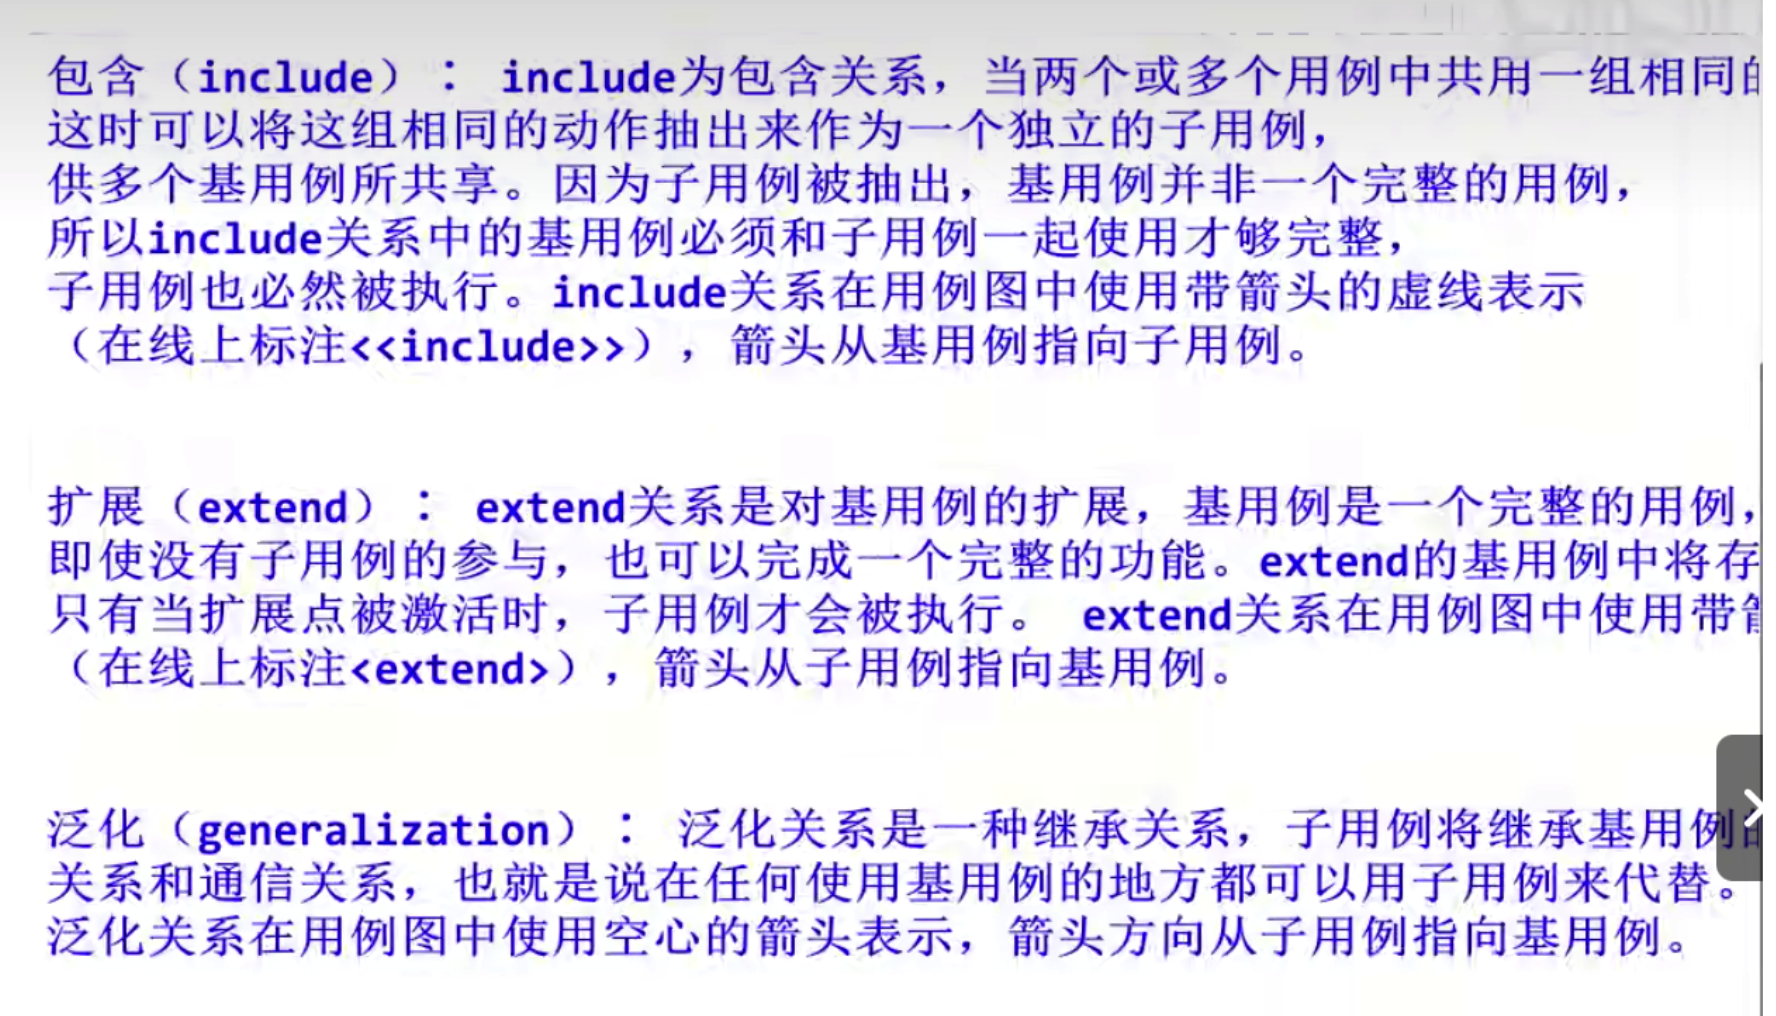 包含（include）： include为包含关系，当两个或多个用例中共用一组相同
这时可以将这组相同的动作抽出来作为一个独立的子用例，
供多个基用例所共享。因为子用例被抽出，基用例并非一个完整的用例，
所以include关系中的基用例必须和子用例一起使用才够完整，
子用例也必然被执行。include关系在用例图中使用带箭头的虚线表示
（在线上标注<<include>>），箭头从基用例指向子用例。
扩展（extend）： extend关系是对基用例的扩展，基用例是一个完整的用例，
即使没有子用例的参与，也可以完成一个完整的功能。extend的基用例中将存
只有当扩展点被激活时，子用例才会被执行。 extend关系在用例图中使用带
（在线上标注<extend>），箭头从子用例指向基用例。
泛化（generalization）： 泛化关系是一种继承关系，子用例将继承基用例
关系和通信关系，也就是说在任何使用基用例的地方都可以用子用例来代替。
泛化关系在用例图中使用空心的箭头表示，箭头方向从子用例指向基用例。